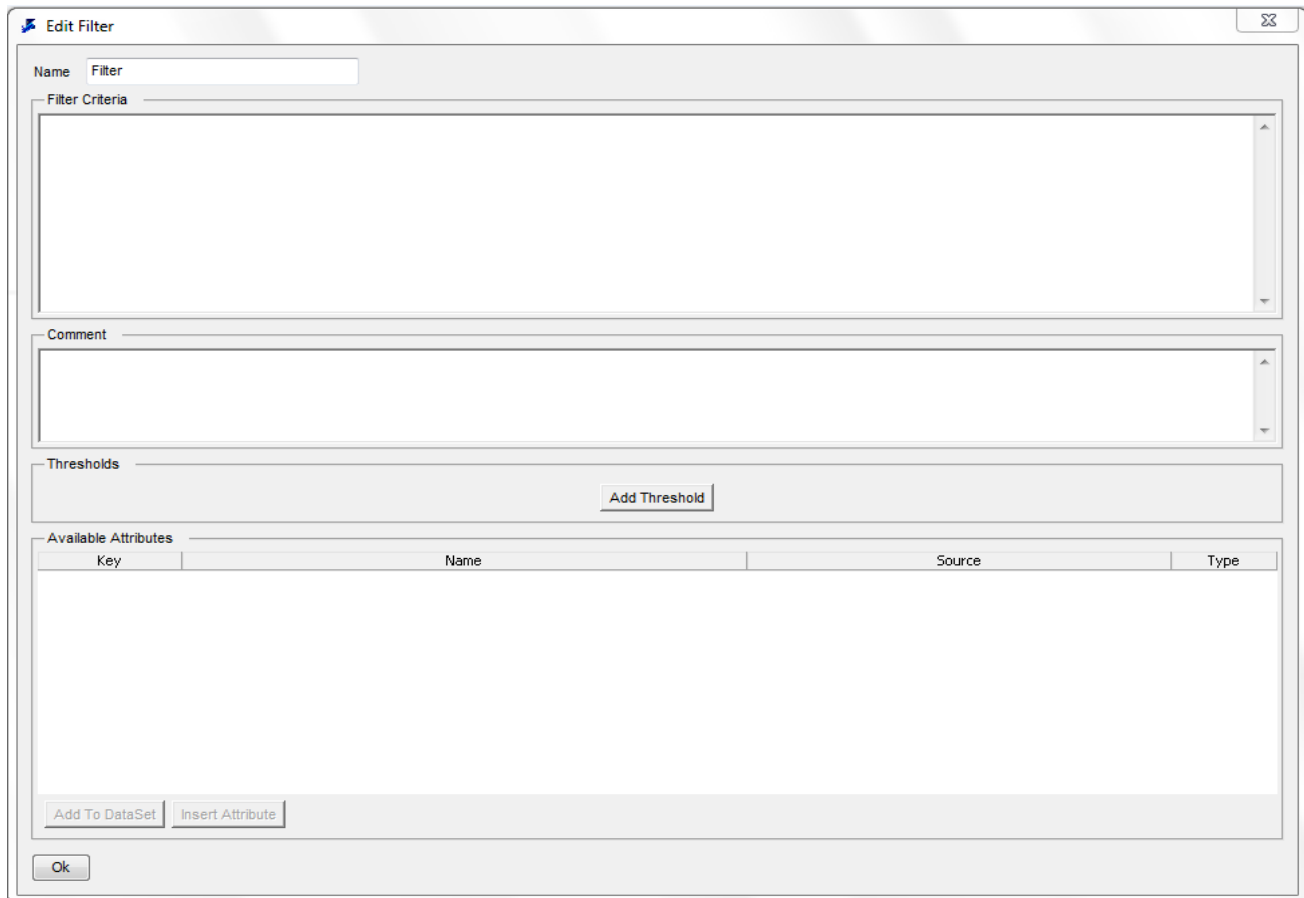 Edit Filter
Name Filter
Filter Criteria
Comment
Thresholds
Add Threshold
Available Attributes
Key Name Source Type
Add To DataSet Insert Attribute
Ok